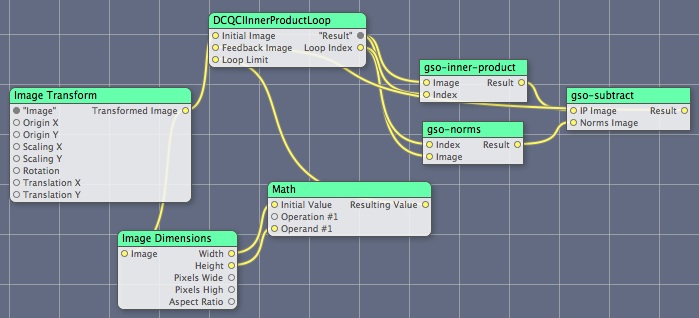 DCQCIInnerProductLoop
Initial Image "Result"
Feedback Image Loop Index
Loop Limit
gso-inner-product
Image Result
Index
gso-subtract
IP Image Result
Norms Image
gso-norms
Index Result
Image
Image Transform
"Image" Transformed Image
Origin X
Origin Y
Scaling X
Scaling Y
Rotation
Translation X
Translation Y
Math
Initial Value Resulting Value
Operation #1
Operand #1
Image Dimensions
Image Width
Height
Pixels Wide
Pixels High
Aspect Ratio